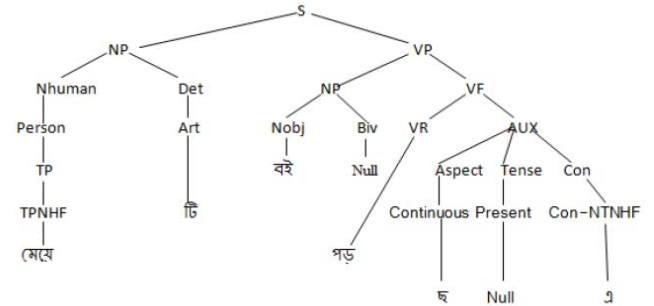 S
NP VP
Nhuman Det NP VF
Person Art Nobj Biv VR AUX
TP বই Null Aspect Tense Con
TPNHF টি Continuous Present Con-NTNHF
মেয়ে পড়
ছ Null এ